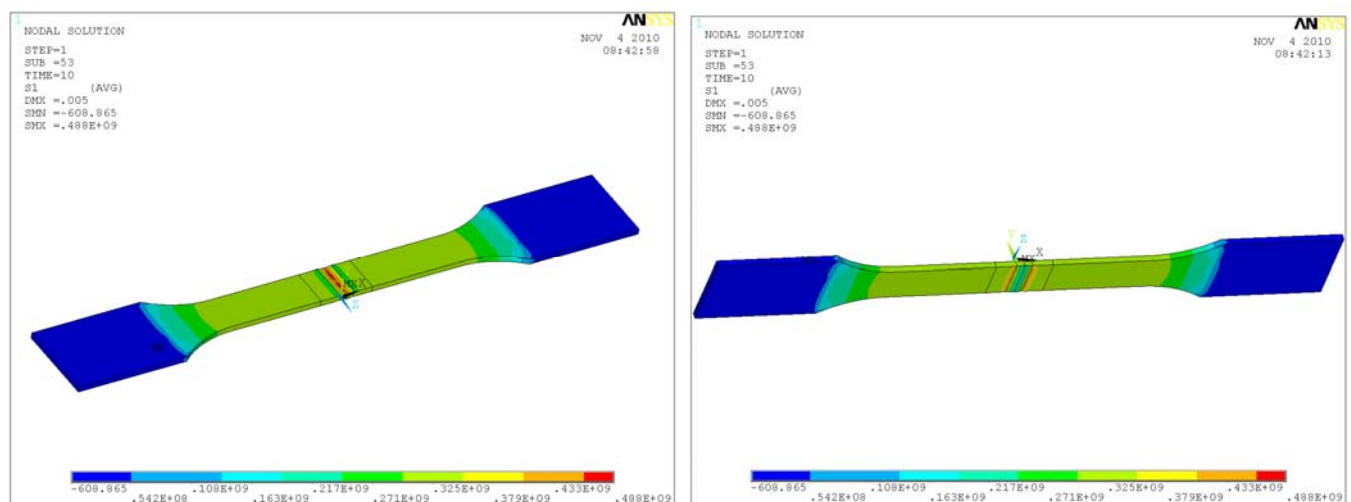 1
ANSYS
NODAL SOLUTION
NOV 4 2010
08:42:58
STEP=1
SUB =53
TIME=10
S1 (AVG)
DMX =.005
SMN =-608.865
SMX =.488E+09
MX X
Z
-608.865 .108E+09 .217E+09 .325E+09 .433E+09
.542E+08 .163E+09 .271E+09 .379E+09 .488E+09
1
ANSYS
NODAL SOLUTION
NOV 4 2010
08:42:13
STEP=1
SUB =53
TIME=10
S1 (AVG)
DMX =.005
SMN =-608.865
SMX =.488E+09
Y Z
MX X
-608.865 .108E+09 .217E+09 .325E+09 .433E+09
.542E+08 .163E+09 .271E+09 .379E+09 .488E+09